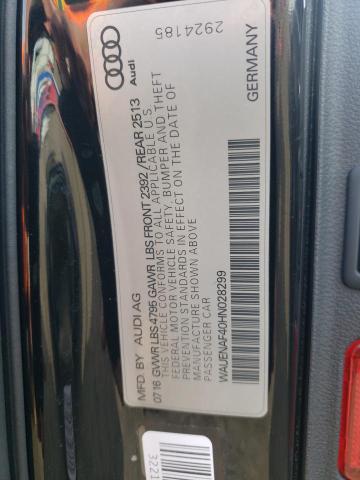 MFD. BY AUDI AG
07 16 GVWR LBS 4795 GAWR LBS FRONT 2392 / REAR 2513
THIS VEHICLE CONFORMS TO ALL APPLICABLE U.S.
FEDERAL MOTOR VEHICLE SAFETY, BUMPER AND THEFT
PREVENTION STANDARDS IN EFFECT ON THE DATE OF
MANUFACTURE SHOWN ABOVE
PASSENGER CAR
WAUENAF40HN028299
GERMANY
Audi
2924185
3221